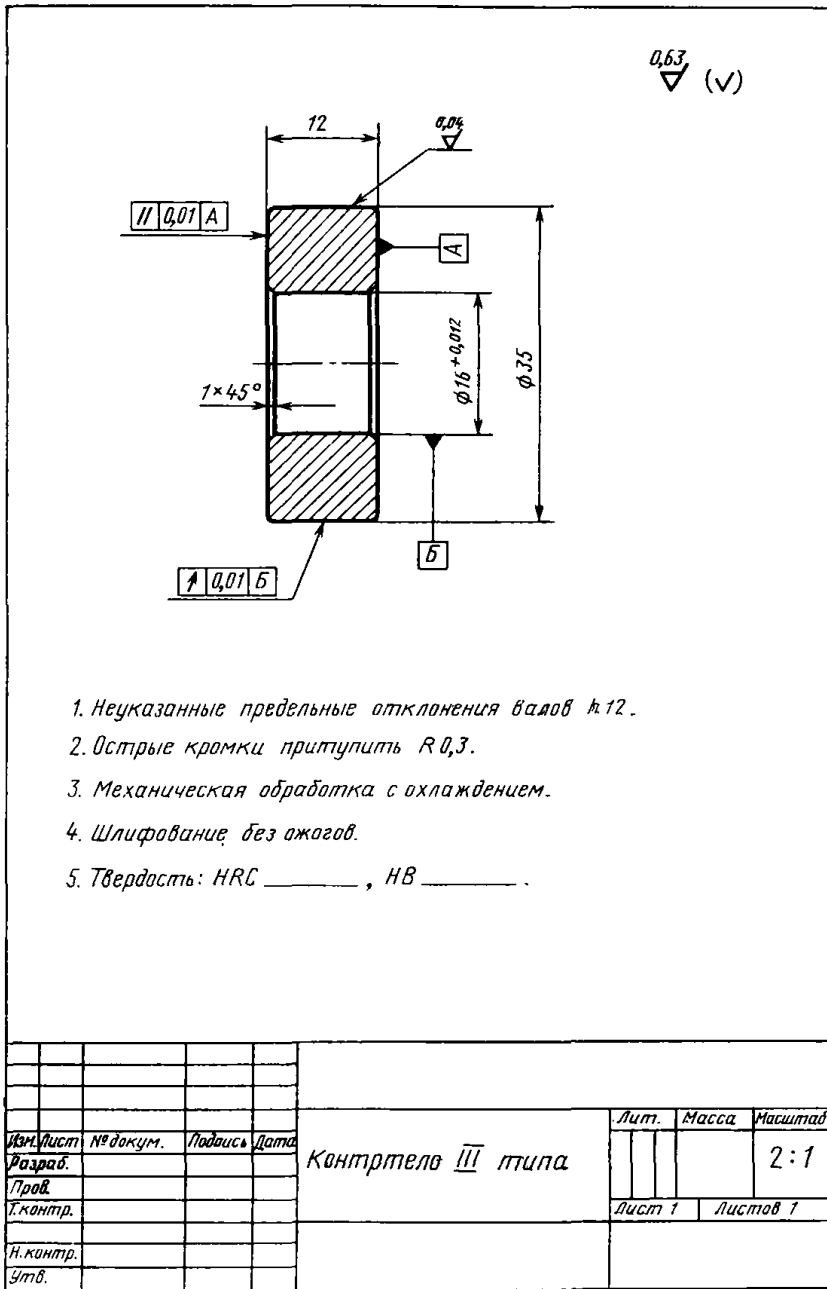 0,63
(√)
12
0,04
// 0,01 А
А
1×45°
φ16 +0,012
φ35
Б
↗ 0,01 Б
1. Неуказанные предельные отклонения валов h12.
2. Острые кромки притупить R 0,3.
3. Механическая обработка с охлаждением.
4. Шлифование без ожогов.
5. Твердость: HRC ______ , HB ______ .
Изм. Лист № докум. Подпись Дата
Разраб.
Пров.
Т.контр.
Н.контр.
Утв.
Контртело III типа
Лит. Масса Масштаб
2:1
Лист 1 Листов 1